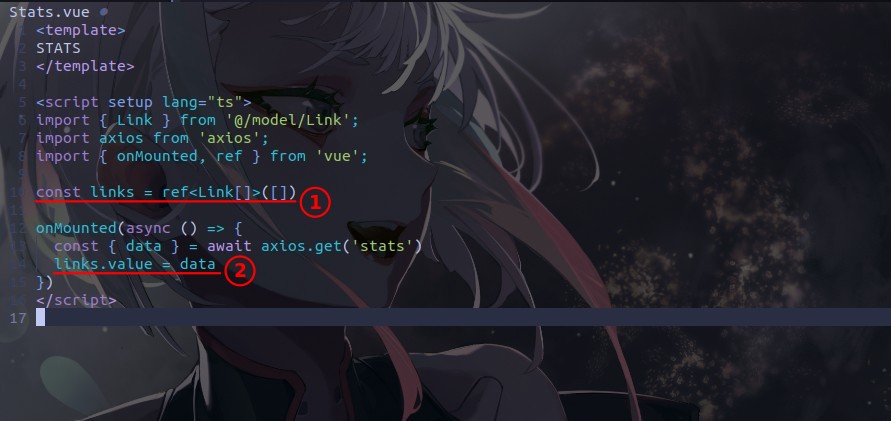 Stats.vue ●
1 <template>
2 STATS
3 </template>
4
5 <script setup lang="ts">
6 import { Link } from '@/model/Link';
7 import axios from 'axios';
8 import { onMounted, ref } from 'vue';
9
10 const links = ref<Link[]>([])
1
11
12 onMounted(async () => {
13   const { data } = await axios.get('stats')
14   links.value = data
2
15 })
16 </script>
17